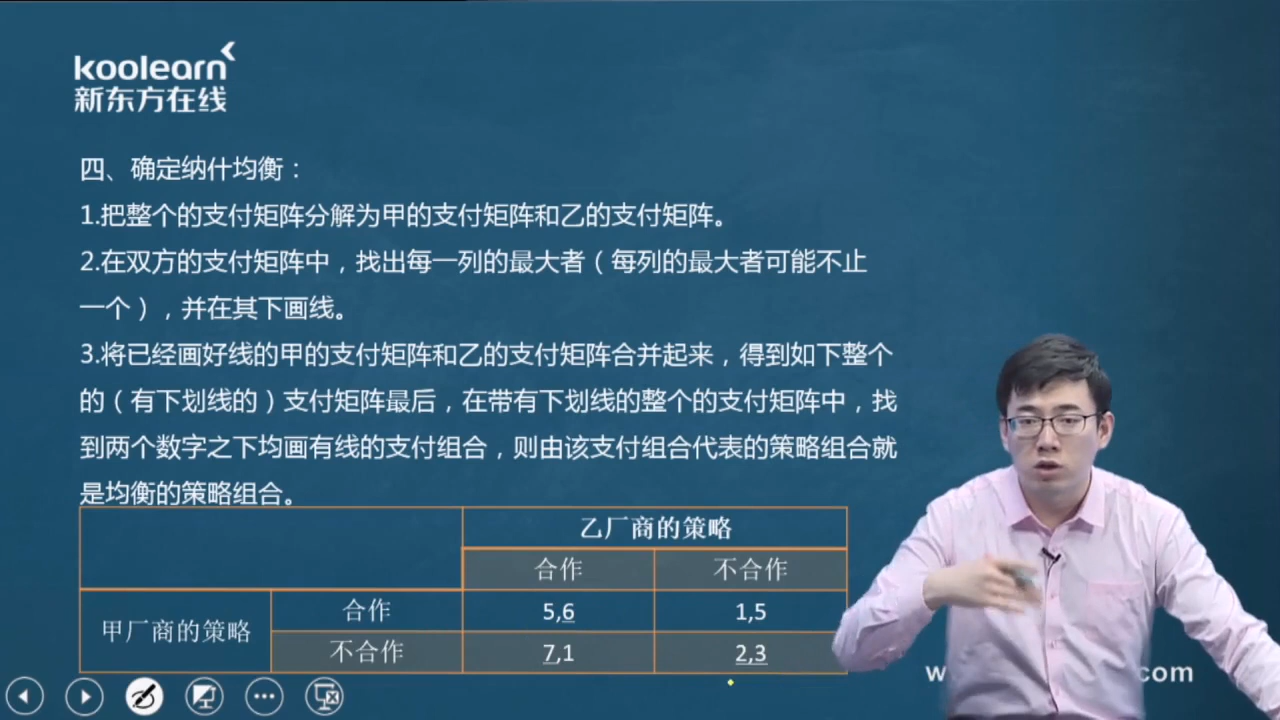 koolearn
新东方在线
四、确定纳什均衡：
1.把整个的支付矩阵分解为甲的支付矩阵和乙的支付矩阵。
2.在双方的支付矩阵中，找出每一列的最大者（每列的最大者可能不止
一个），并在其下画线。
3.将已经画好线的甲的支付矩阵和乙的支付矩阵合并起来，得到如下整个
的（有下划线的）支付矩阵最后，在带有下划线的整个的支付矩阵中，找
到两个数字之下均画有线的支付组合，则由该支付组合代表的策略组合就
是均衡的策略组合。
乙厂商的策略
合作 不合作
甲厂商的策略
合作 5,6 1,5
不合作 7,1 2,3
com